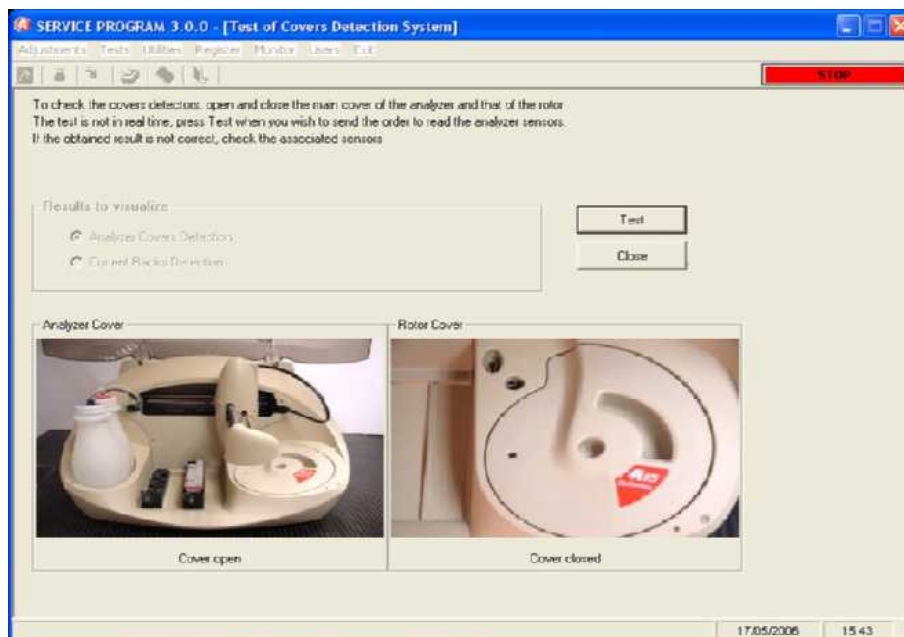 SERVICE PROGRAM 3.0.0 - [Test of Covers Detection System]
Adjustments Tests Utilities Register Monitor Users Exit
STOP
To check the covers detectors, open and close the main cover of the analyzer and that of the rotor
The test is not in real time, press Test when you wish to send the order to read the analyzer sensors.
If the obtained result is not correct, check the associated sensors
Results to visualize
Analyzer Covers Detection
Current Racks Detection
Test
Close
Analyzer Cover
Rotor Cover
A15
Cover open
Cover closed
17/05/2006 15:43